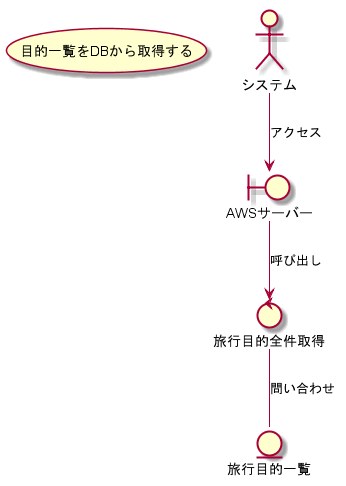 目的一覧をDBから取得する
システム
アクセス
AWSサーバー
呼び出し
旅行目的全件取得
問い合わせ
旅行目的一覧